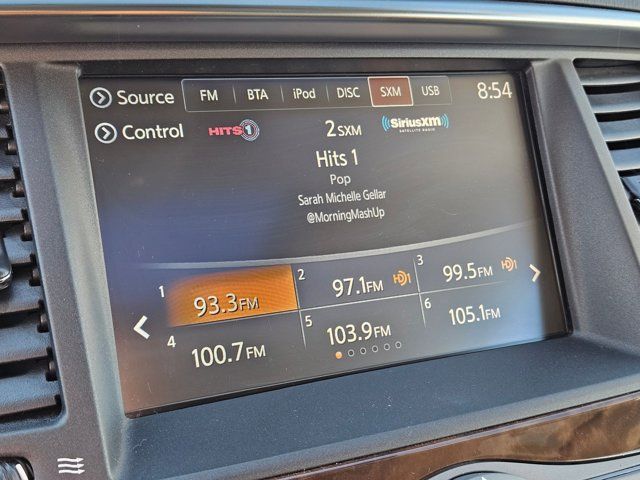 Source FM BTA iPod DISC SXM USB 8:54
Control HITS 1 2 SXM SiriusXM
SATELLITE RADIO
Hits 1
Pop
Sarah Michelle Gellar
@MorningMashUp
1 93.3FM 2 97.1FM HD1 3 99.5FM HD1
4 100.7FM 5 103.9FM 6 105.1FM